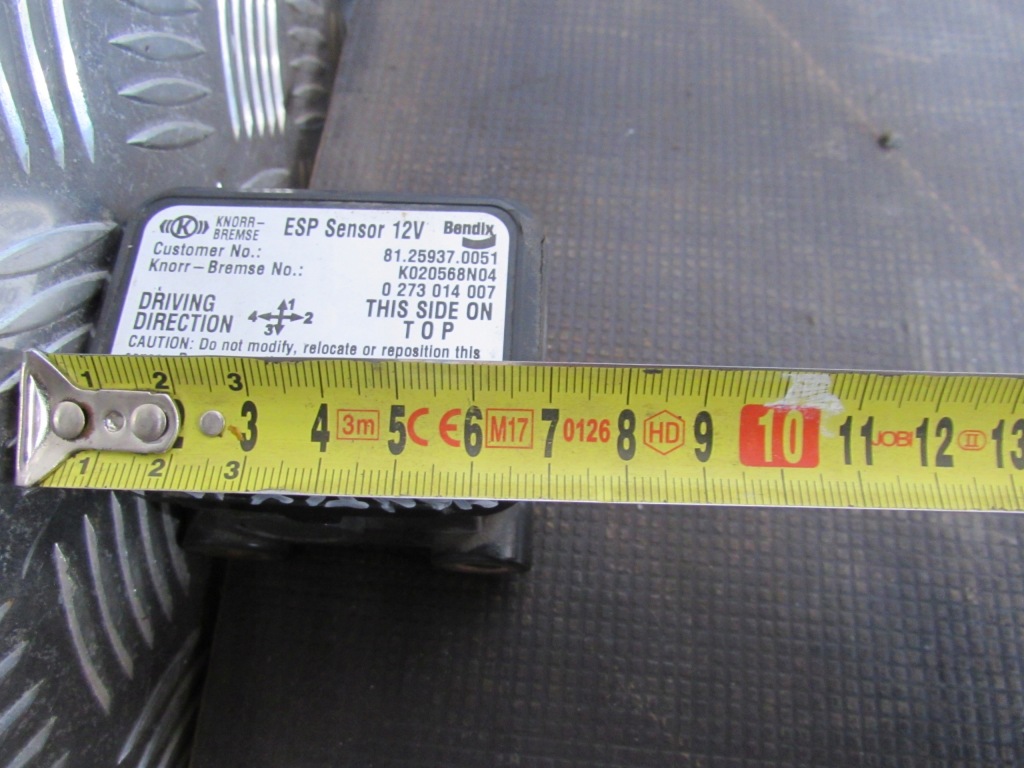 K KNORR-
BREMSE
ESP Sensor 12V
Bendix
Customer No.: 81.25937.0051
Knorr-Bremse No.: K020568N04
0 273 014 007
DRIVING
DIRECTION
1
4 2
3
THIS SIDE ON
TOP
CAUTION: Do not modify, relocate or reposition this
1 2 3
2 3 4 3m 5 CE 6 M17 7 0126 8 HD 9 10 11 JOBI 12 II 13
1 2 3